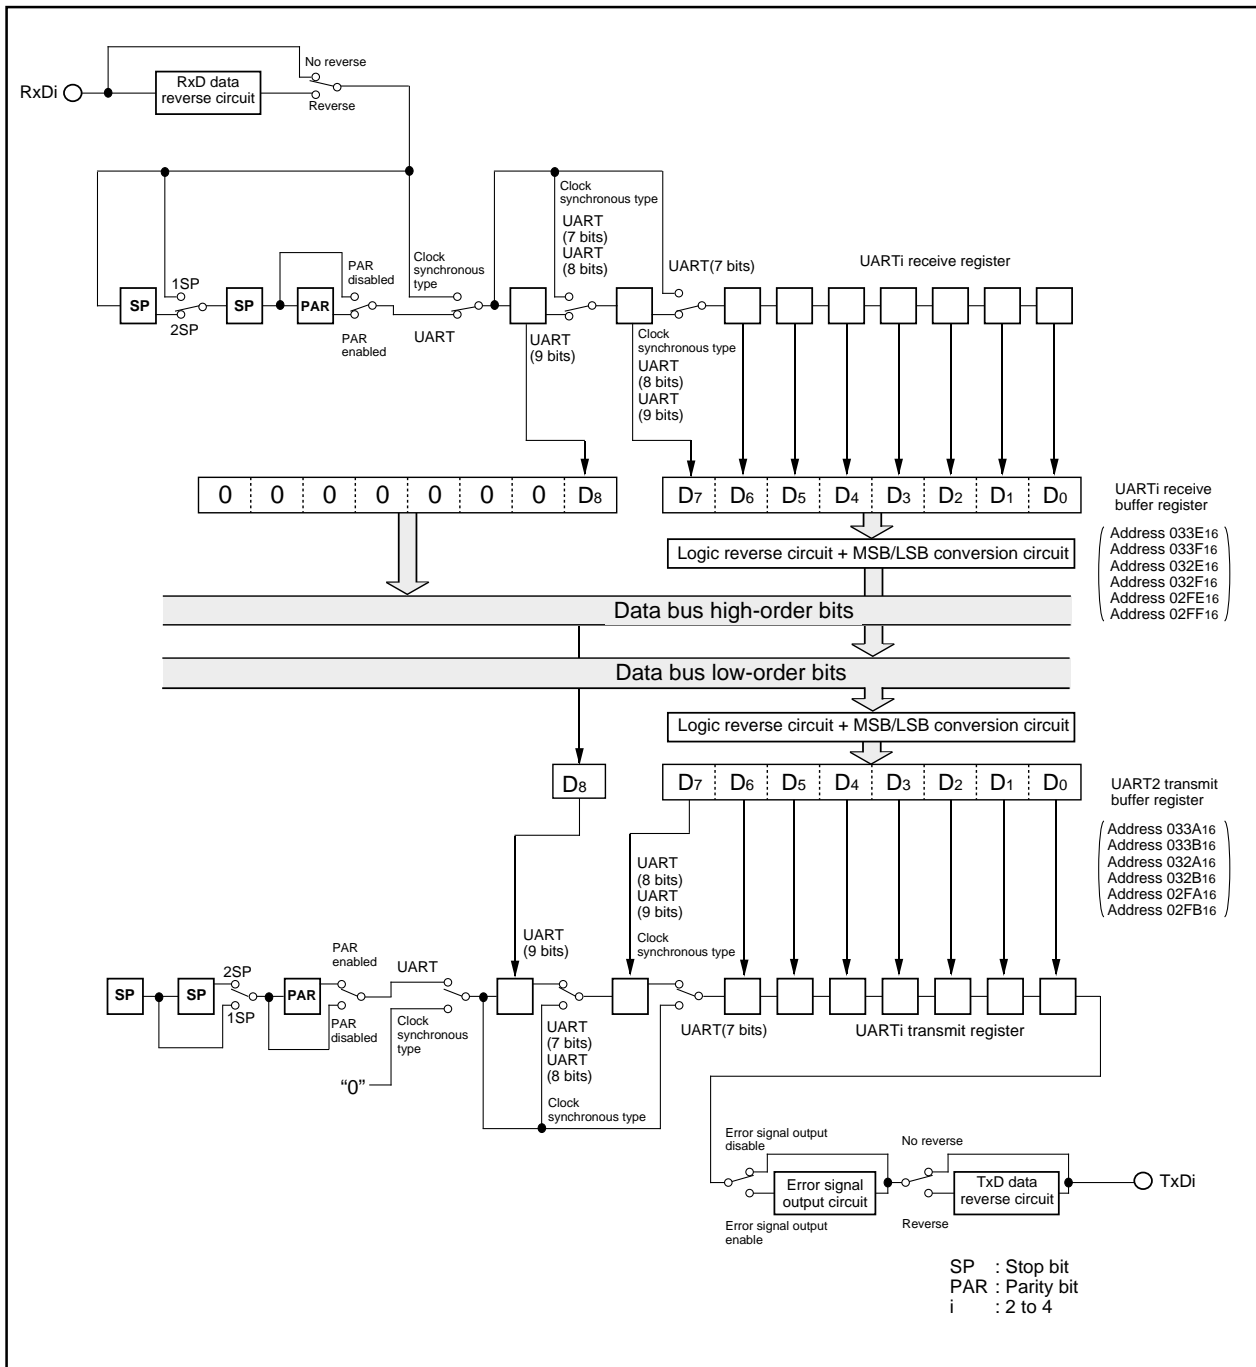 No reverse
RxDi
RxD data
reverse circuit
Reverse
Clock
synchronous type
UART
(7 bits)
UART
(8 bits)
1SP
PAR
disabled
Clock
synchronous
type
UART(7 bits)
UARTi receive register
SP
SP
PAR
2SP
PAR
enabled
UART
UART
(9 bits)
Clock
synchronous type
UART
(8 bits)
UART
(9 bits)
0 0 0 0 0 0 0 D8
D7 D6 D5 D4 D3 D2 D1 D0
UARTi receive
buffer register
Logic reverse circuit + MSB/LSB conversion circuit
Address 033E16
Address 033F16
Address 032E16
Address 032F16
Address 02FE16
Address 02FF16
Data bus high-order bits
Data bus low-order bits
Logic reverse circuit + MSB/LSB conversion circuit
D8
D7 D6 D5 D4 D3 D2 D1 D0
UART2 transmit
buffer register
Address 033A16
Address 033B16
Address 032A16
Address 032B16
Address 02FA16
Address 02FB16
UART
(8 bits)
UART
(9 bits)
Clock
synchronous type
UART
(9 bits)
PAR
enabled
UART
2SP
SP
SP
PAR
1SP
PAR
disabled
Clock
synchronous
type
"0"
UART
(7 bits)
UART
(8 bits)
Clock
synchronous type
UART(7 bits)
UARTi transmit register
Error signal output
disable
No reverse
Error signal
output circuit
TxD data
reverse circuit
TxDi
Error signal output
enable
Reverse
SP : Stop bit
PAR : Parity bit
i : 2 to 4